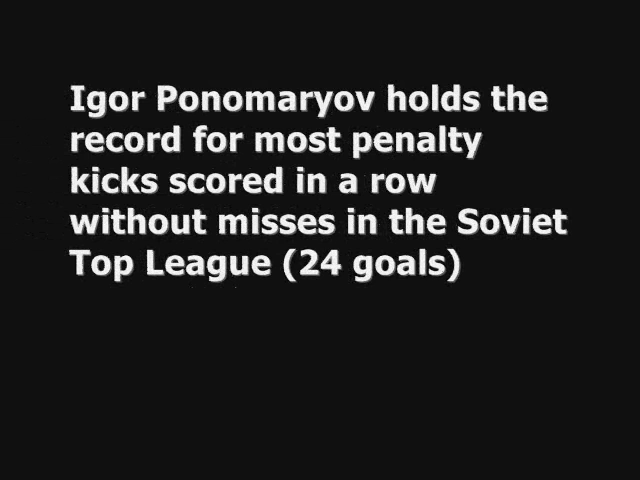 Igor Ponomaryov holds the
record for most penalty
kicks scored in a row
without misses in the Soviet
Top League (24 goals)